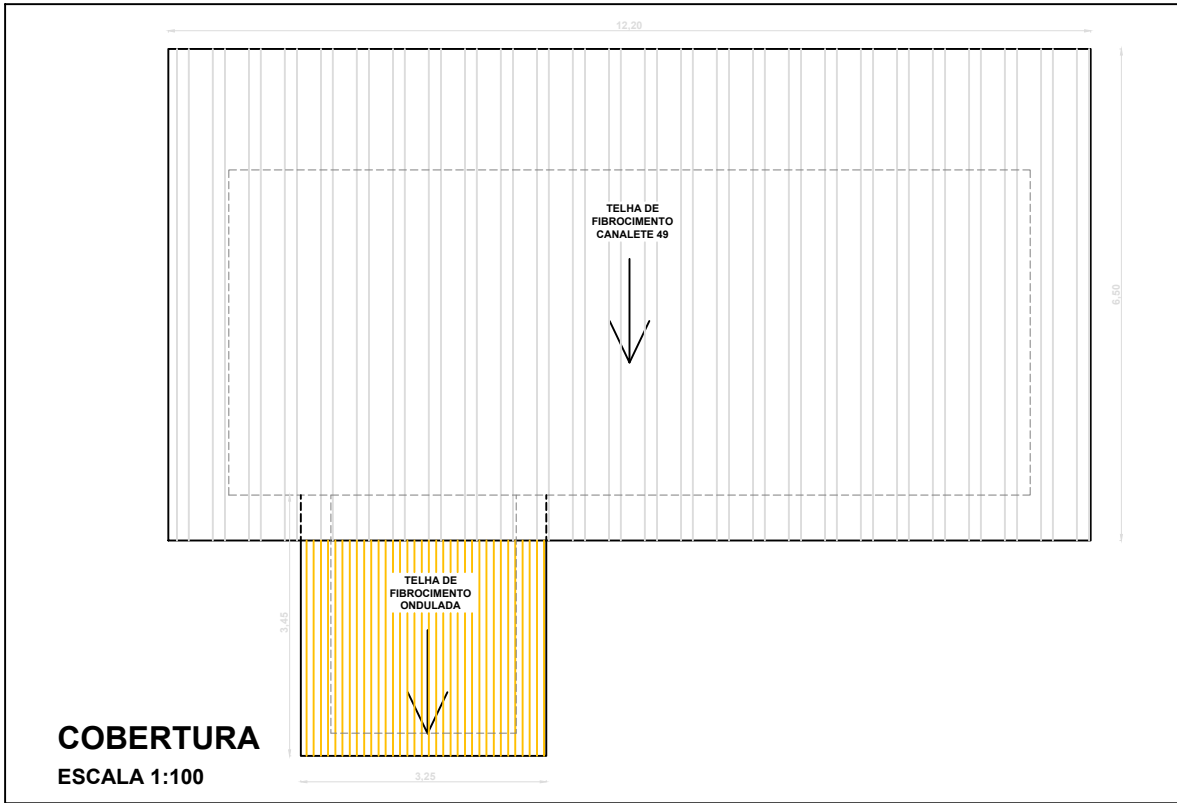 12,20
TELHA DE
FIBROCIMENTO
CANALETE 49
6,50
TELHA DE
FIBROCIMENTO
ONDULADA
3,45
3,25
COBERTURA
ESCALA 1:100